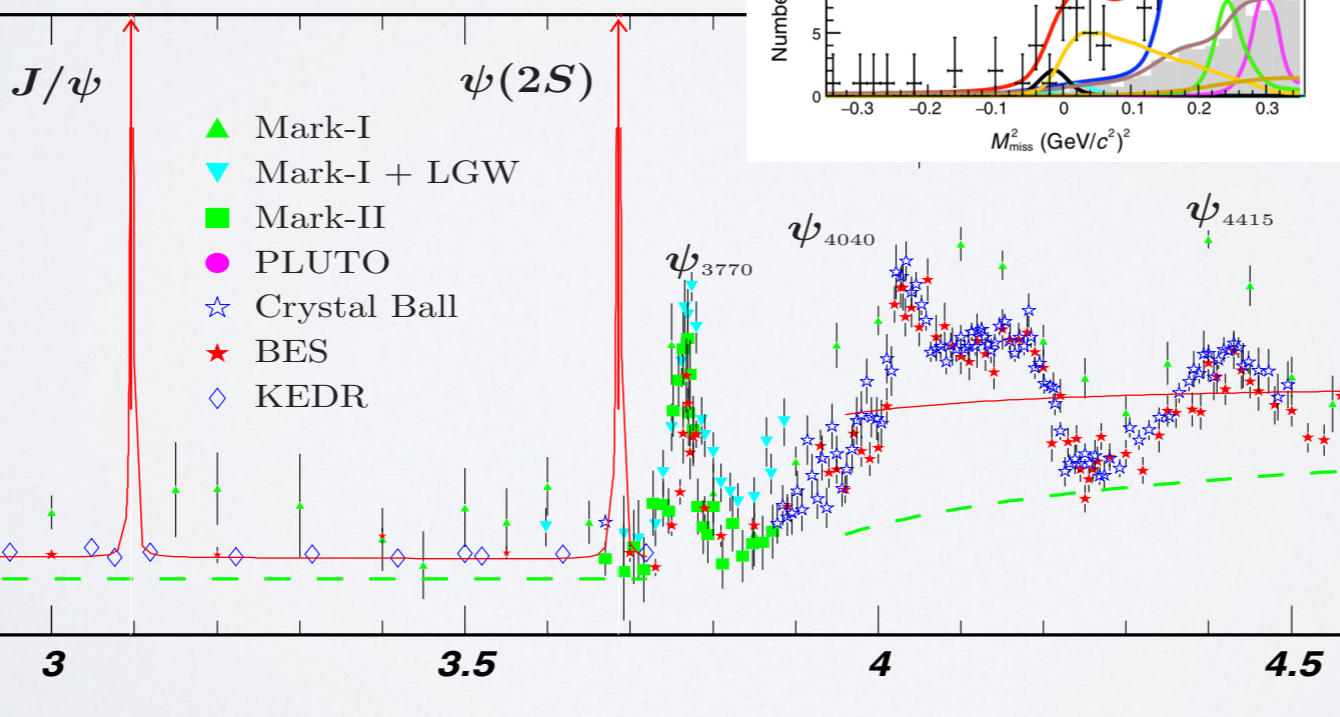 Numbe
5
0
−0.3 −0.2 −0.1 0 0.1 0.2 0.3
M²miss (GeV/c²)²
J/ψ
ψ(2S)
Mark-I
Mark-I + LGW
Mark-II
PLUTO
Crystal Ball
BES
KEDR
ψ3770
ψ4040
ψ4415
3 3.5 4 4.5